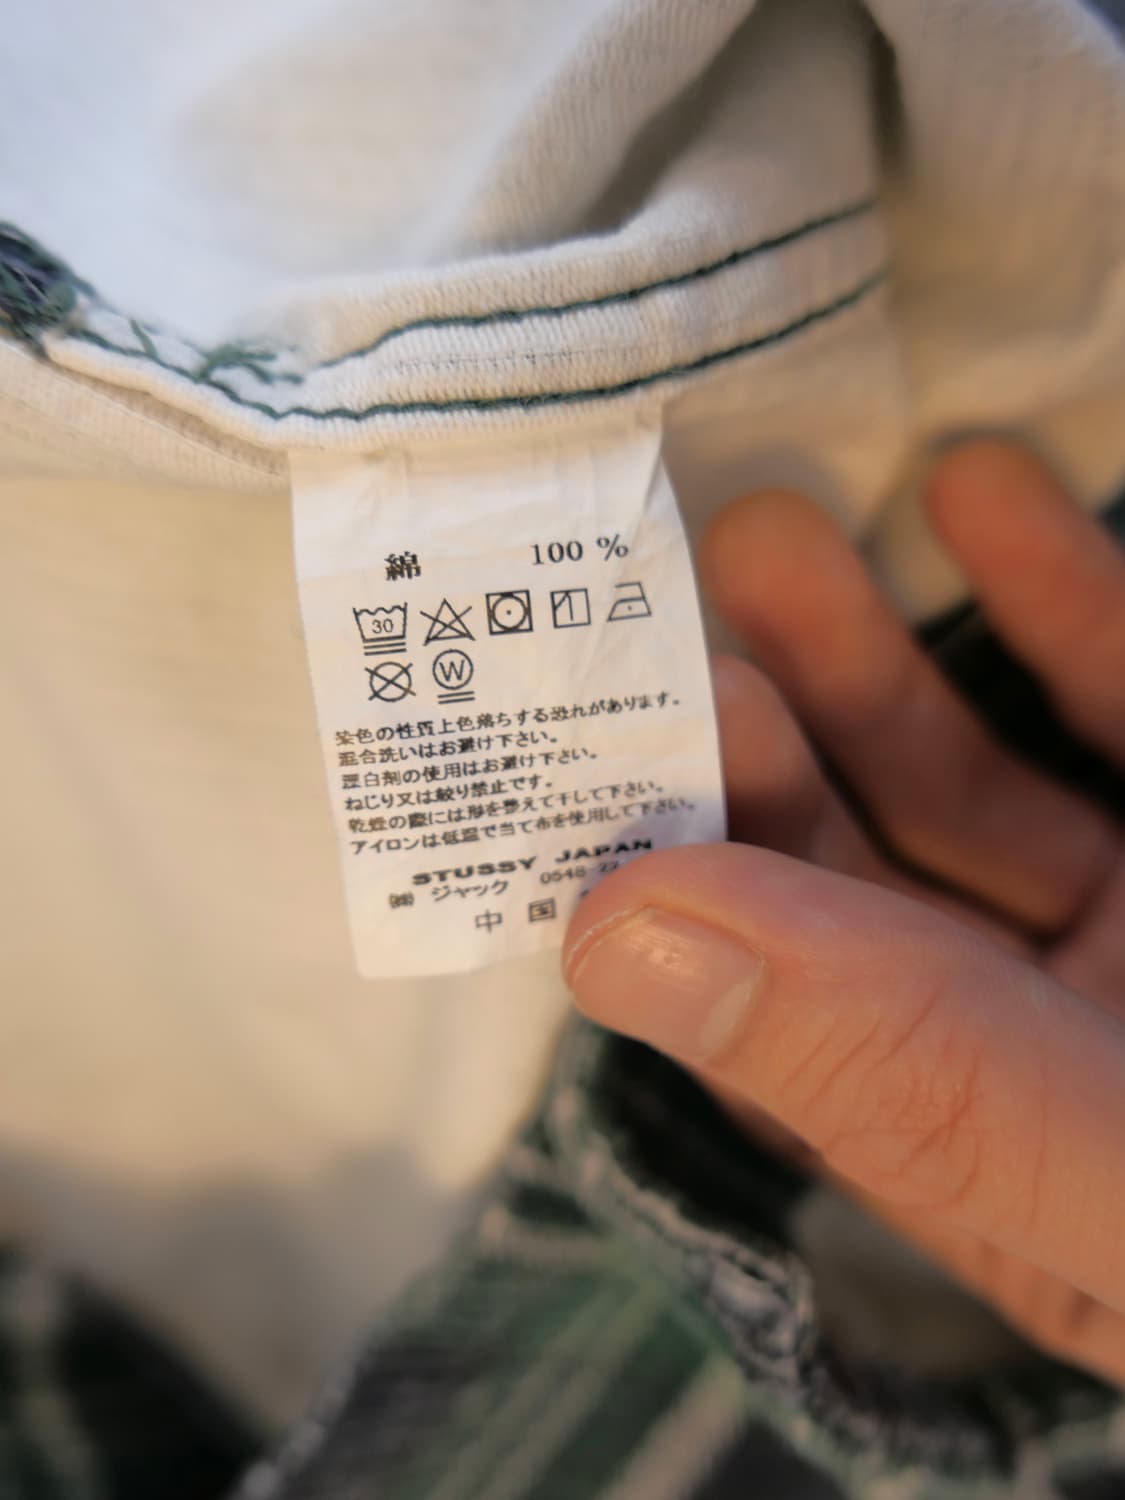 綿 100 %
30
W
染色の性質上色落ちする恐れがあります。
混合洗いはお避け下さい。
漂白剤の使用はお避け下さい。
ねじり又は絞り禁止です。
乾燥の際には形を整えて干して下さい。
アイロンは低温で当て布を使用して下さい。
STUSSY JAPAN
㈱ ジャック 0548-22
中 国